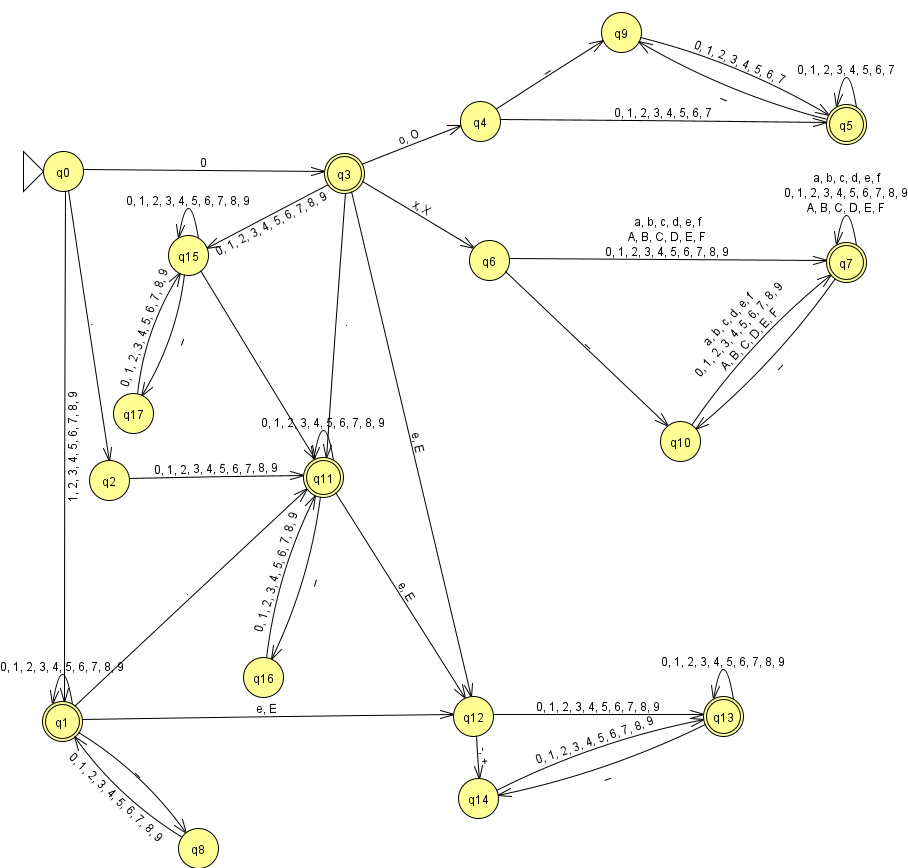 q9
0, 1, 2, 3, 4, 5, 6, 7
0, 1, 2, 3, 4, 5, 6, 7
_
_
q4
0, 1, 2, 3, 4, 5, 6, 7
q5
o, O
q0
0
q3
a, b, c, d, e, f
0, 1, 2, 3, 4, 5, 6, 7, 8, 9
A, B, C, D, E, F
0, 1, 2, 3, 4, 5, 6, 7, 8, 9
0, 1, 2, 3, 4, 5, 6, 7, 8, 9
x, X
a, b, c, d, e, f
A, B, C, D, E, F
0, 1, 2, 3, 4, 5, 6, 7, 8, 9
q15
q6
q7
0, 1, 2, 3, 4, 5, 6, 7, 8, 9
_
.
.
.
_
a, b, c, d, e, f
0, 1, 2, 3, 4, 5, 6, 7, 8, 9
A, B, C, D, E, F
_
q17
0, 1, 2, 3, 4, 5, 6, 7, 8, 9
e, E
q10
1, 2, 3, 4, 5, 6, 7, 8, 9
q2
0, 1, 2, 3, 4, 5, 6, 7, 8, 9
q11
0, 1, 2, 3, 4, 5, 6, 7, 8, 9
_
e, E
.
q16
0, 1, 2, 3, 4, 5, 6, 7, 8, 9
0, 1, 2, 3, 4, 5, 6, 7, 8, 9
q1
e, E
q12
0, 1, 2, 3, 4, 5, 6, 7, 8, 9
q13
-, +
0, 1, 2, 3, 4, 5, 6, 7, 8, 9
_
q14
_
0, 1, 2, 3, 4, 5, 6, 7, 8, 9
q8